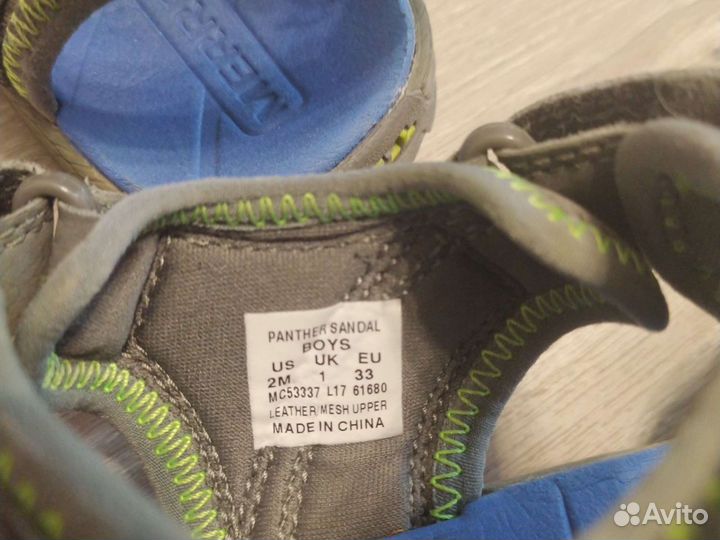 MERR
PANTHER SANDAL
BOYS
US UK EU
2M 1 33
MC53337 L17 61680
LEATHER/MESH UPPER
MADE IN CHINA
Avito